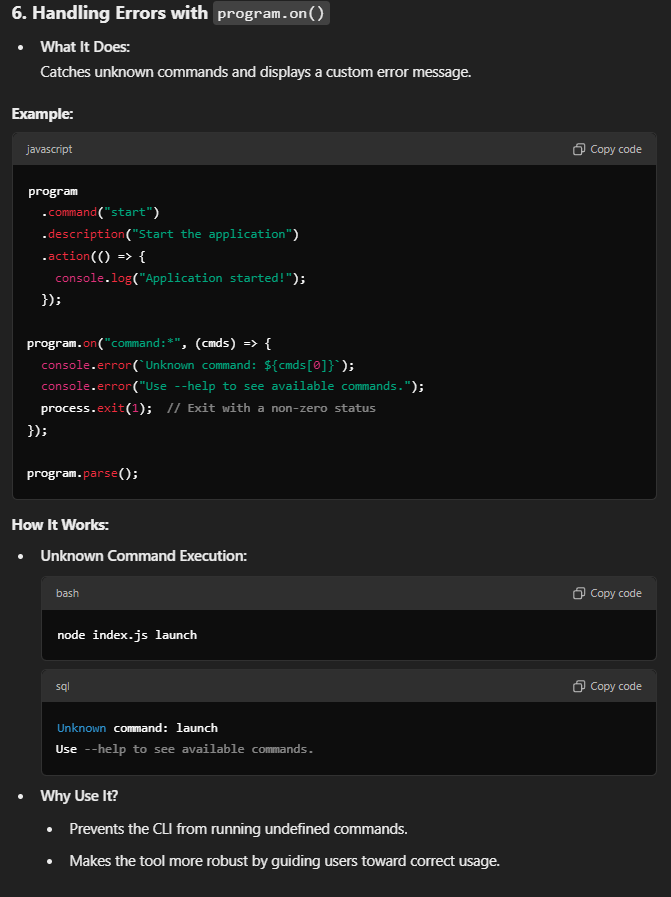 6. Handling Errors with program.on()
• What It Does:
Catches unknown commands and displays a custom error message.
Example:
javascript
Copy code
program
  .command("start")
  .description("Start the application")
  .action(() => {
    console.log("Application started!");
  });

program.on("command:*", (cmds) => {
  console.error(`Unknown command: ${cmds[0]}`);
  console.error("Use --help to see available commands.");
  process.exit(1);  // Exit with a non-zero status
});

program.parse();
How It Works:
• Unknown Command Execution:
bash
Copy code
node index.js launch
sql
Copy code
Unknown command: launch
Use --help to see available commands.
• Why Use It?
• Prevents the CLI from running undefined commands.
• Makes the tool more robust by guiding users toward correct usage.